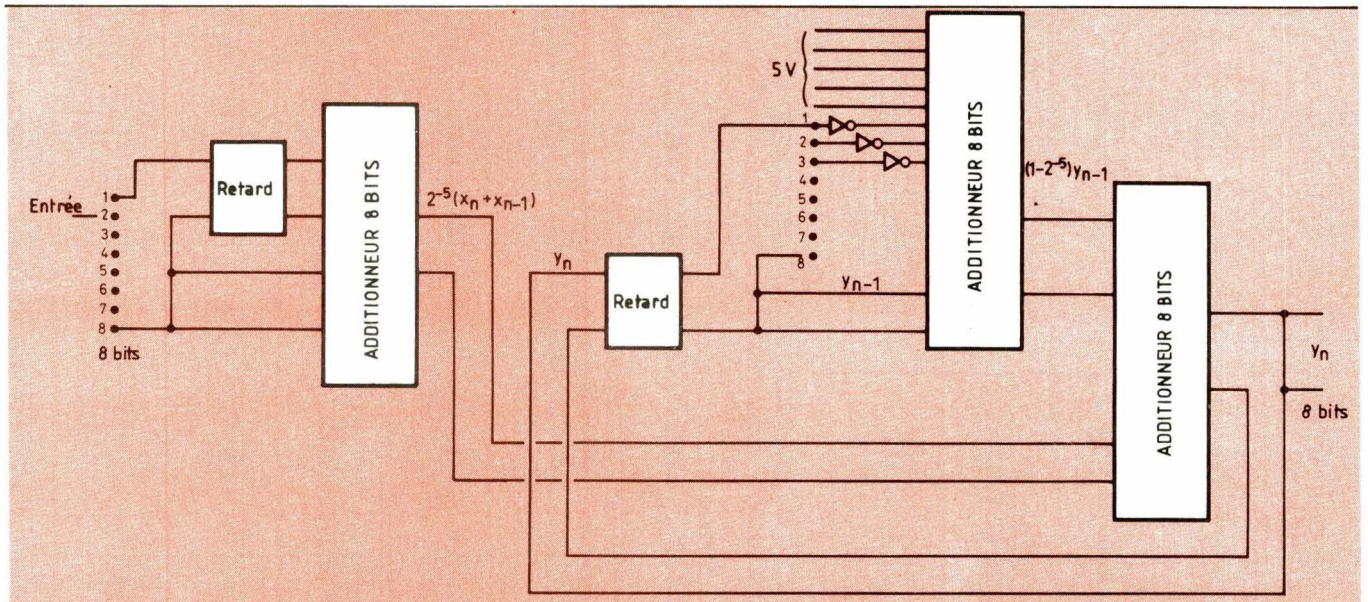 Entrée
1
2
3
4
5
6
7
8
8 bits
Retard
ADDITIONNEUR 8 BITS
2⁻⁵(xₙ+xₙ₋₁)
yₙ
Retard
5 V
1
2
3
4
5
6
7
8
yₙ₋₁
ADDITIONNEUR 8 BITS
(1-2⁻⁵)yₙ₋₁
ADDITIONNEUR 8 BITS
yₙ
8 bits